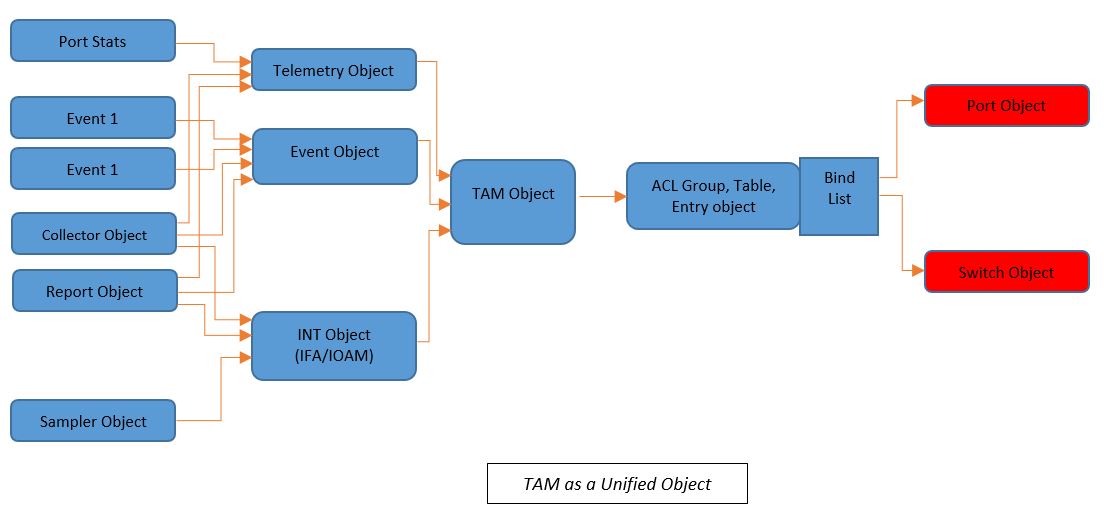 Port Stats
Event 1
Event 1
Collector Object
Report Object
Sampler Object
Telemetry Object
Event Object
INT Object
(IFA/IOAM)
TAM Object
ACL Group, Table,
Entry object
Bind
List
Port Object
Switch Object
TAM as a Unified Object